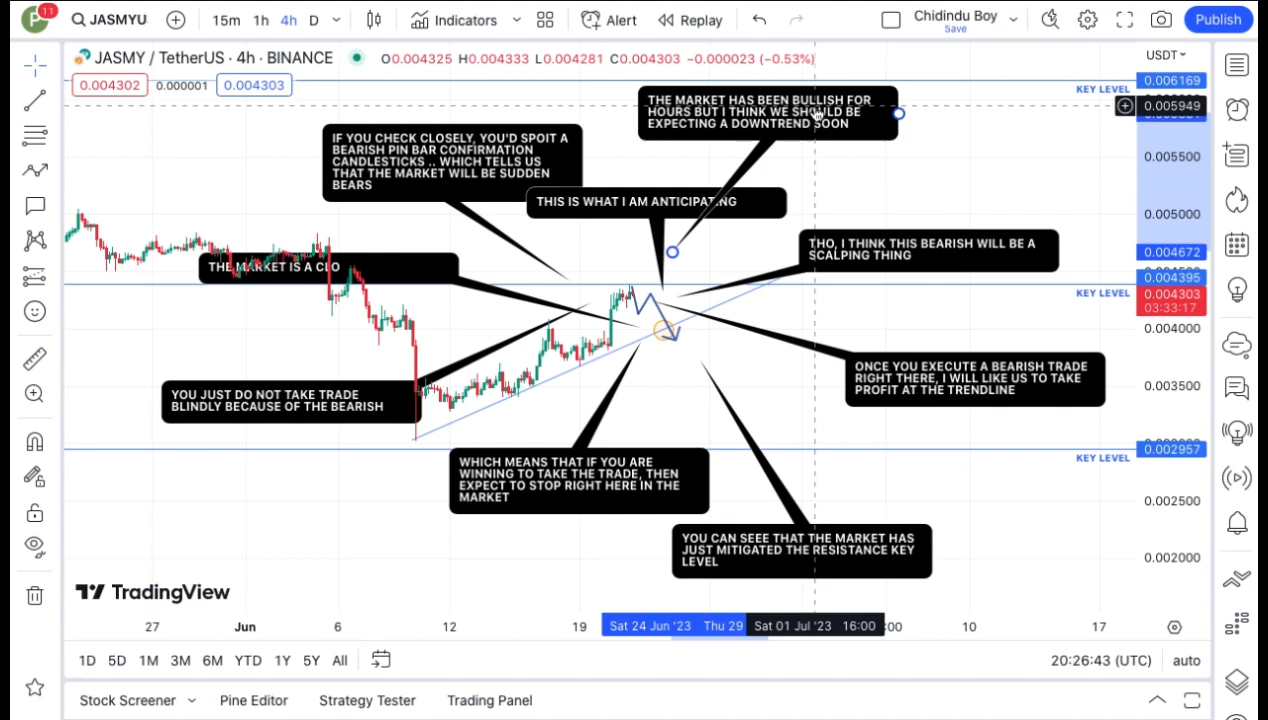 P
11
JASMYU
15m 1h 4h D
Indicators
Alert
Replay
Chidindu Boy
Save
Publish
JASMY / TetherUS · 4h · BINANCE
O0.004325 H0.004333 L0.004281 C0.004303 −0.000023 (−0.53%)
USDT
0.004302
0.000001
0.004303
0.006169
KEY LEVEL
0.005949
THE MARKET HAS BEEN BULLISH FOR
HOURS BUT I THINK WE SHOULD BE
EXPECTING A DOWNTREND SOON
IF YOU CHECK CLOSELY, YOU'D SPOIT A
BEARISH PIN BAR CONFIRMATION
CANDLESTICKS .. WHICH TELLS US
THAT THE MARKET WILL BE SUDDEN
BEARS
0.005500
THIS IS WHAT I AM ANTICIPATING
0.005000
THO, I THINK THIS BEARISH WILL BE A
SCALPING THING
0.004672
THE MARKET IS A CLO
0.004395
KEY LEVEL
0.004303
03:33:17
0.004000
ONCE YOU EXECUTE A BEARISH TRADE
RIGHT THERE, I WILL LIKE US TO TAKE
PROFIT AT THE TRENDLINE
0.003500
YOU JUST DO NOT TAKE TRADE
BLINDLY BECAUSE OF THE BEARISH
0.002957
KEY LEVEL
WHICH MEANS THAT IF YOU ARE
WINNING TO TAKE THE TRADE, THEN
EXPECT TO STOP RIGHT HERE IN THE
MARKET
0.002500
YOU CAN SEEE THAT THE MARKET HAS
JUST MITIGATED THE RESISTANCE KEY
LEVEL
0.002000
TradingView
27 Jun 6 12 19 Sat 24 Jun '23 Thu 29 Sat 01 Jul '23 16:00 :00 10 17
1D 5D 1M 3M 6M YTD 1Y 5Y All
20:26:43 (UTC)
auto
Stock Screener
Pine Editor
Strategy Tester
Trading Panel